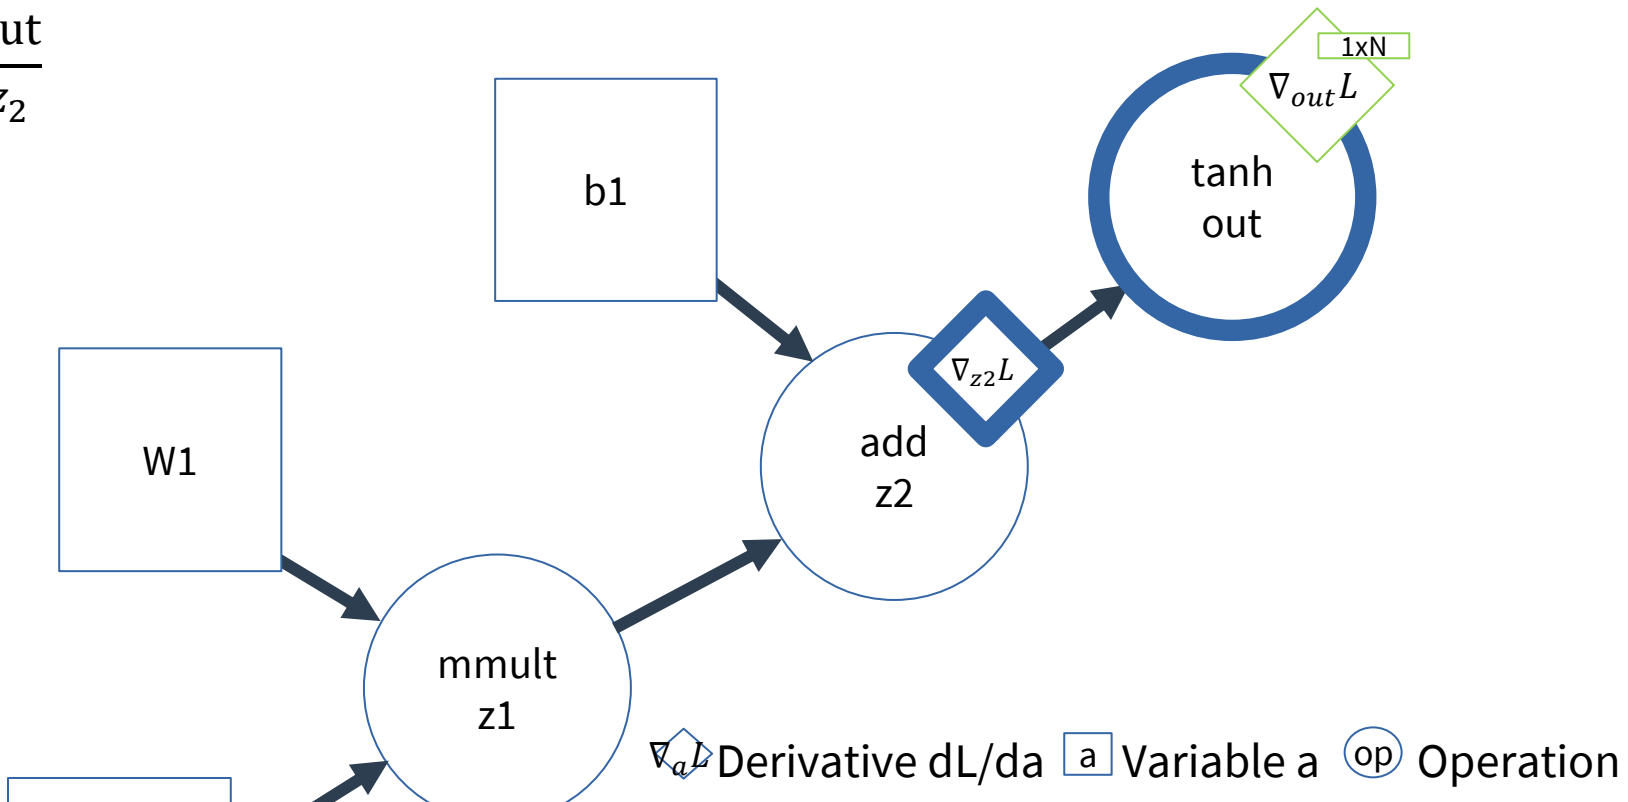 ut
z₂
1xN
∇ₒᵤₜL
tanh
out
b1
∇_{z2}L
add
z2
W1
mmult
z1
∇ₐL Derivative dL/da a Variable a op Operation